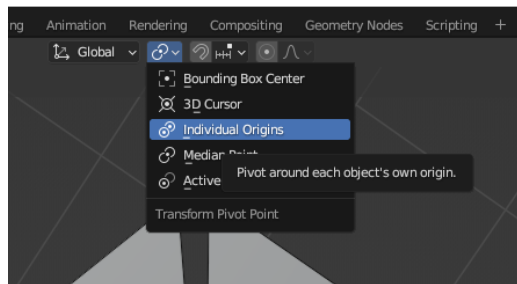 ng Animation Rendering Compositing Geometry Nodes Scripting +
Global
Bounding Box Center
3D Cursor
Individual Origins
Median Point
Pivot around each object's own origin.
Active
Transform Pivot Point